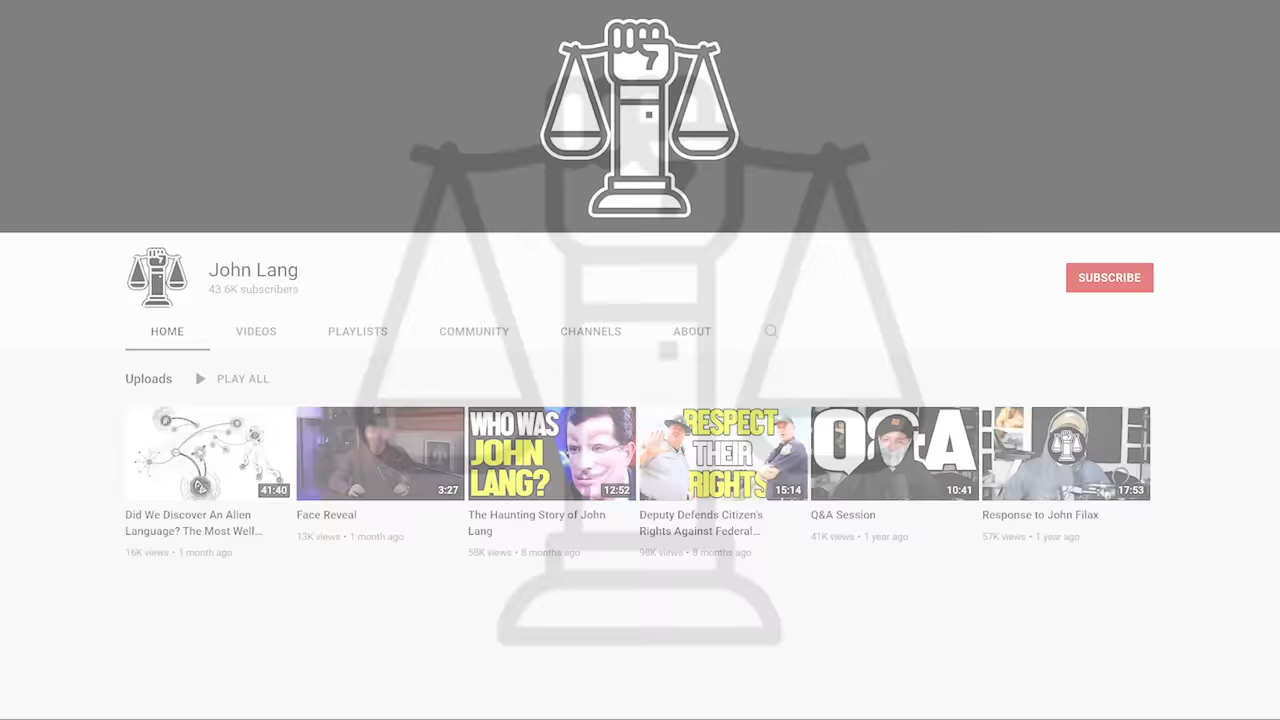 John Lang
43.6K subscribers
SUBSCRIBE
HOME VIDEOS PLAYLISTS COMMUNITY CHANNELS ABOUT
Uploads PLAY ALL
41:40
3:27
WHO WAS
JOHN
LANG?
12:52
RESPECT
THEIR
RIGHTS
15:14
Q&A
10:41
17:53
Did We Discover An Alien
Language? The Most Well...
16K views • 1 month ago
Face Reveal
13K views • 1 month ago
The Haunting Story of John
Lang
58K views • 8 months ago
Deputy Defends Citizen's
Rights Against Federal...
98K views • 8 months ago
Q&A Session
41K views • 1 year ago
Response to John Filax
57K views • 1 year ago